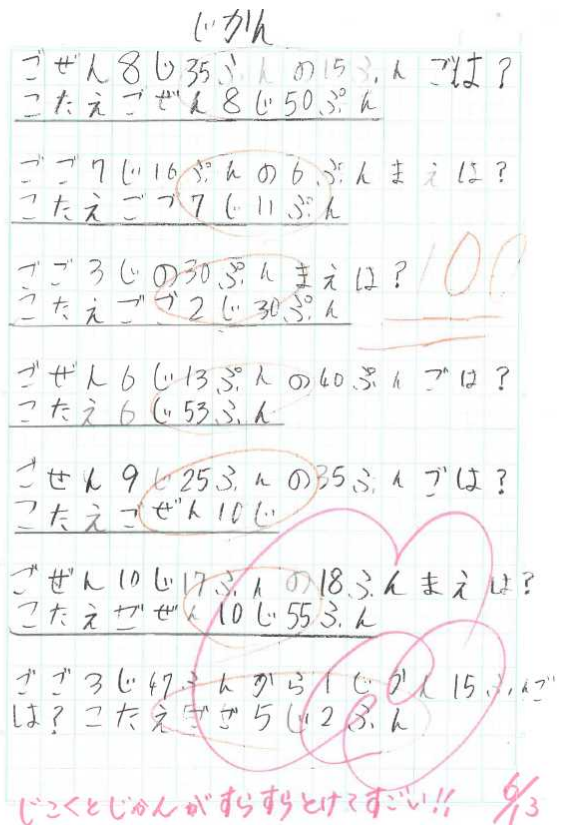 じかん
ごぜん8じ35ふんの15ふんごは?
こたえごぜん8じ50ぷん
ごご7じ16ぷんの6ぷんまえは?
こたえごご7じ11ぷん
ごご3じの30ぷんまえは?
100
こたえごご2じ30ぷん
ごぜん6じ13ぷんの40ぷんごは?
こたえ6じ53ふん
ごせん9じ25ふんの35ふんごは?
こたえごぜん10じ
ごぜん10じ17ふんの18ふんまえは?
こたえごぜん10じ55ふん
ごご3じ47ふんから1じかん15ふんご
は?こたえごご5じ2ふん
じこくとじかんがすらすらとけてすごい!! 6/13